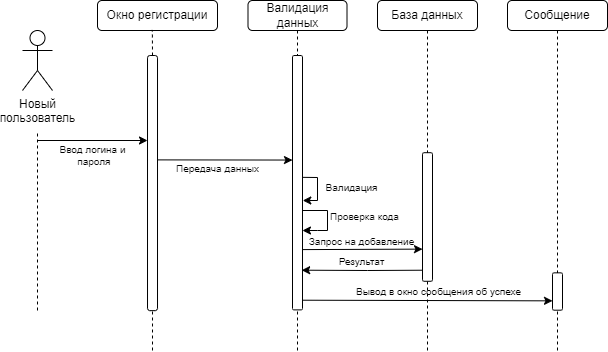 Окно регистрации
Валидация
данных
База данных
Сообщение
Новый
пользователь
Ввод логина и
пароля
Передача данных
Валидация
Проверка кода
Запрос на добавление
Результат
Вывод в окно сообщения об успехе